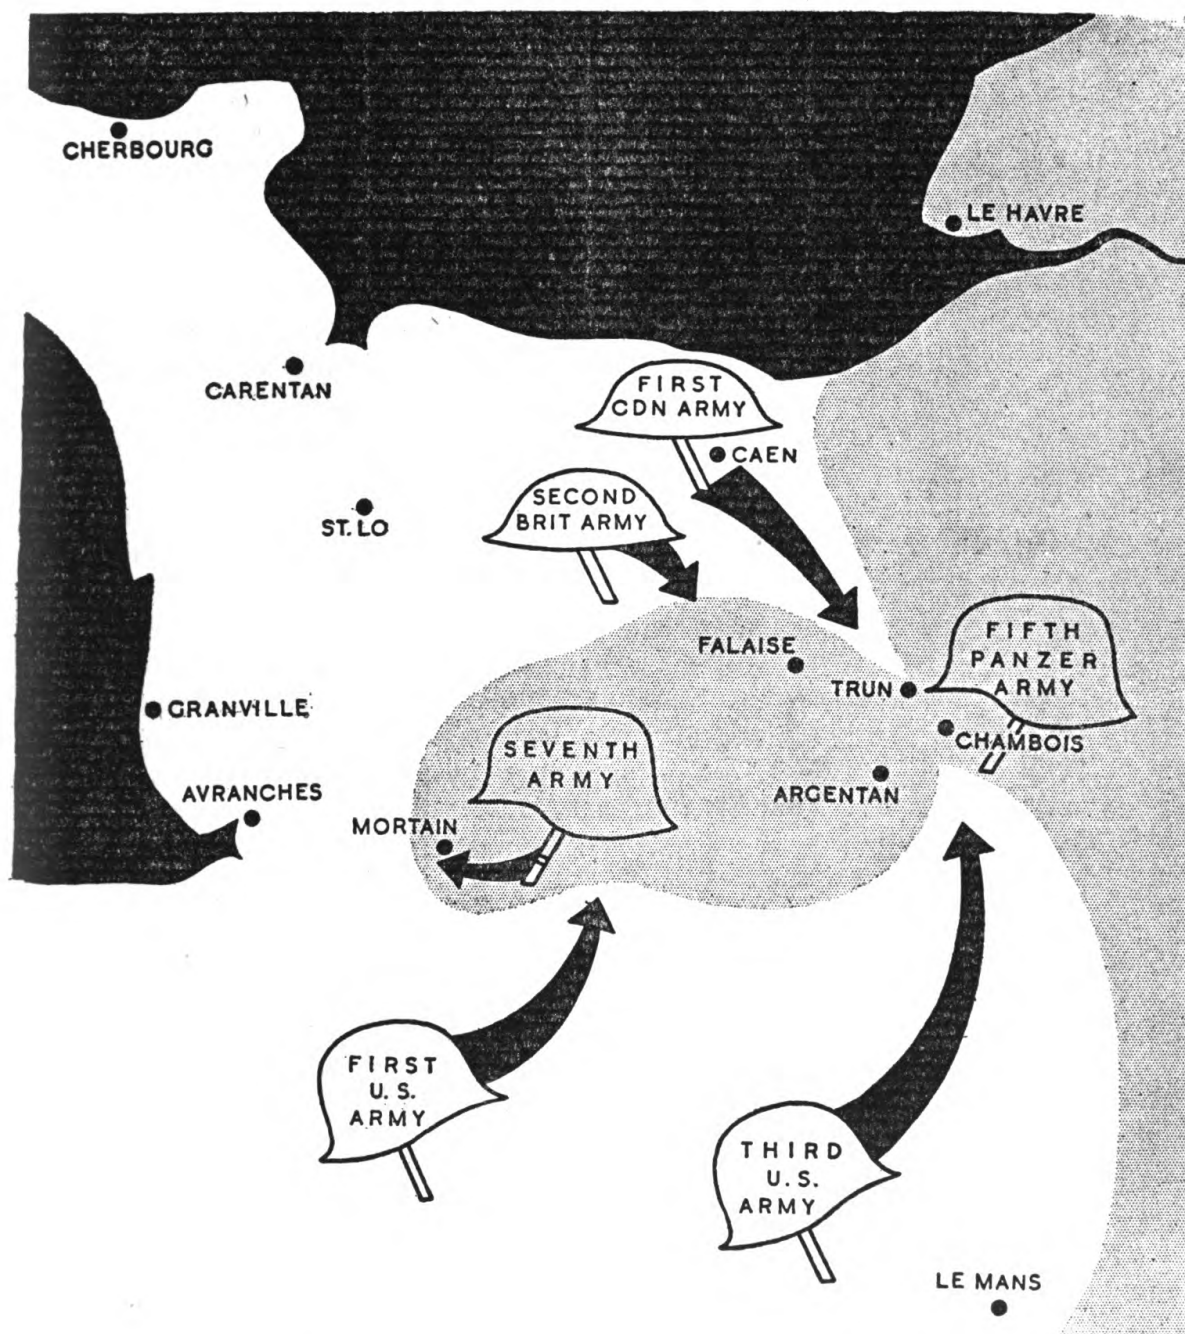 CHERBOURG
LE HAVRE
CARENTAN
FIRST
CDN ARMY
CAEN
SECOND
BRIT ARMY
ST. LO
FALAISE
FIFTH
PANZER
ARMY
TRUN
GRANVILLE
CHAMBOIS
SEVENTH
ARMY
ARGENTAN
AVRANCHES
MORTAIN
FIRST
U. S.
ARMY
THIRD
U. S.
ARMY
LE MANS